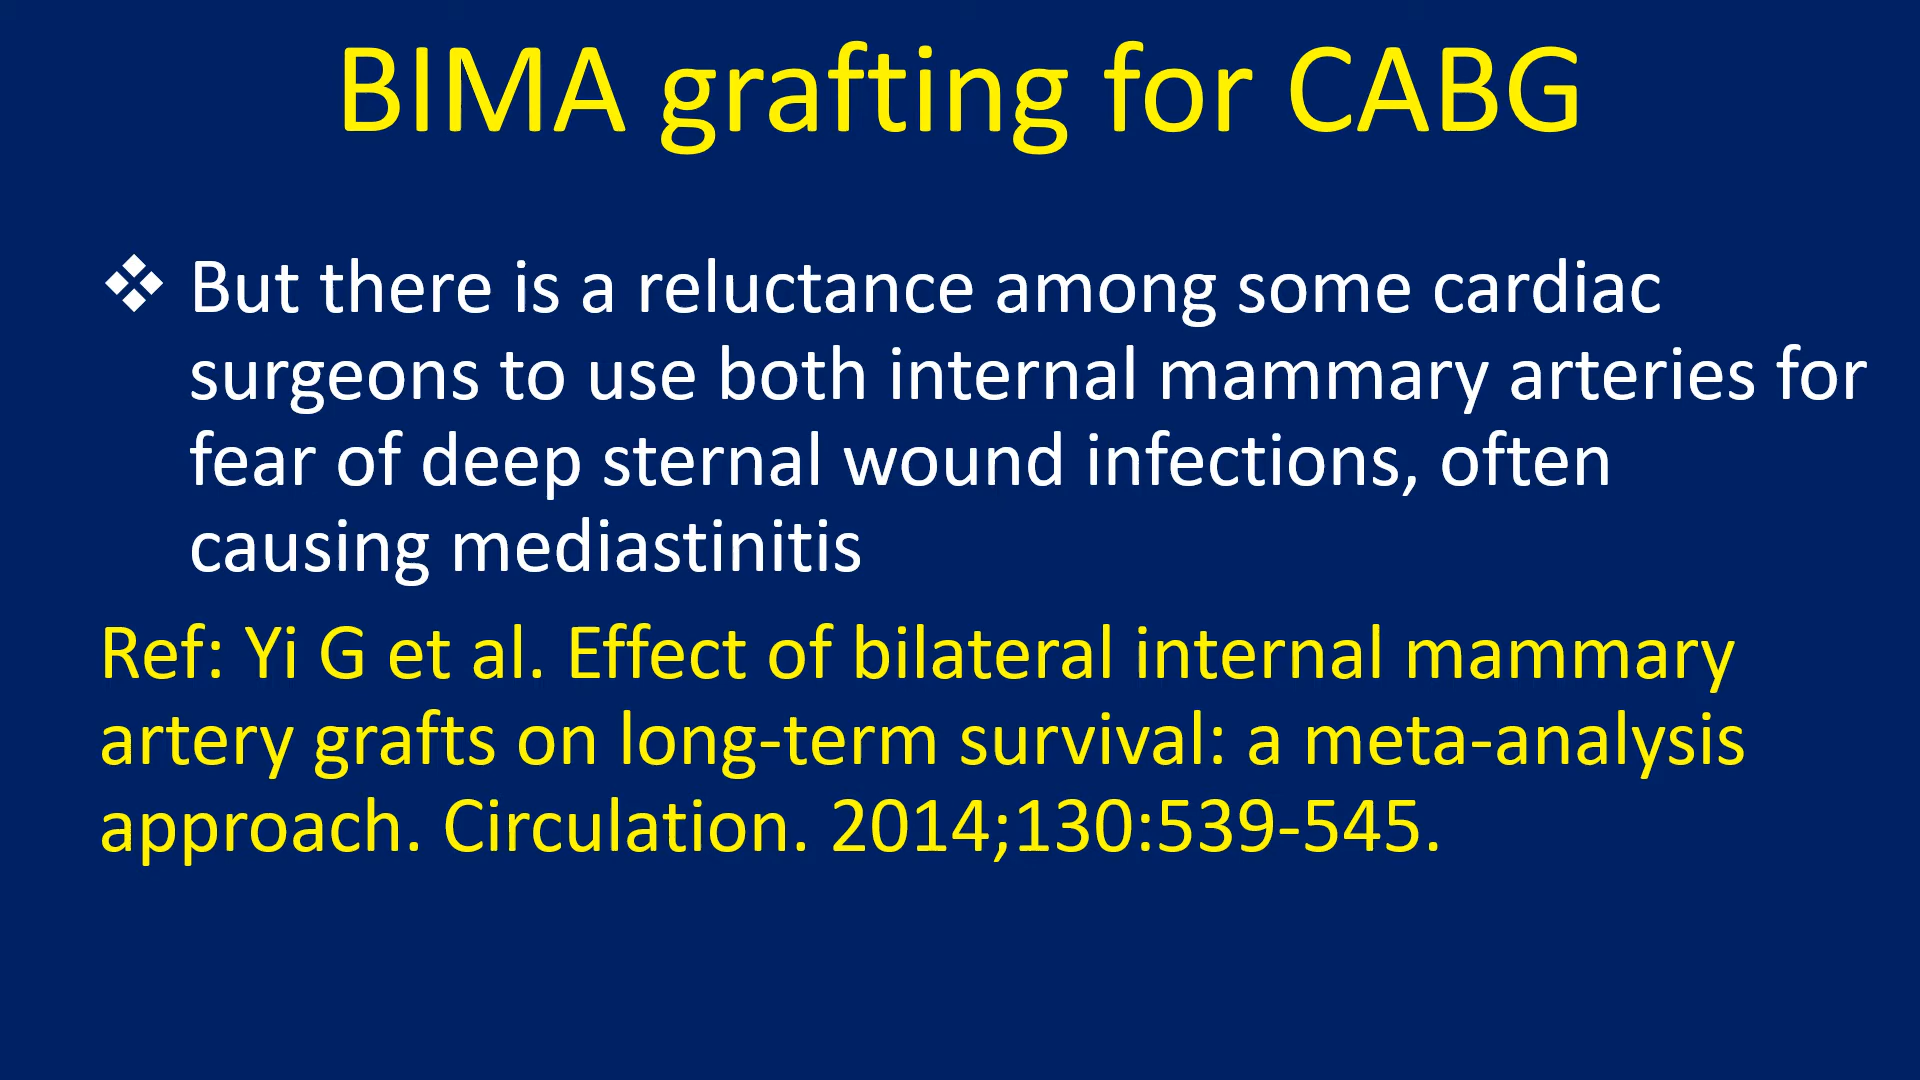 BIMA grafting for CABG
❖ But there is a reluctance among some cardiac
surgeons to use both internal mammary arteries for
fear of deep sternal wound infections, often
causing mediastinitis
Ref: Yi G et al. Effect of bilateral internal mammary
artery grafts on long-term survival: a meta-analysis
approach. Circulation. 2014;130:539-545.